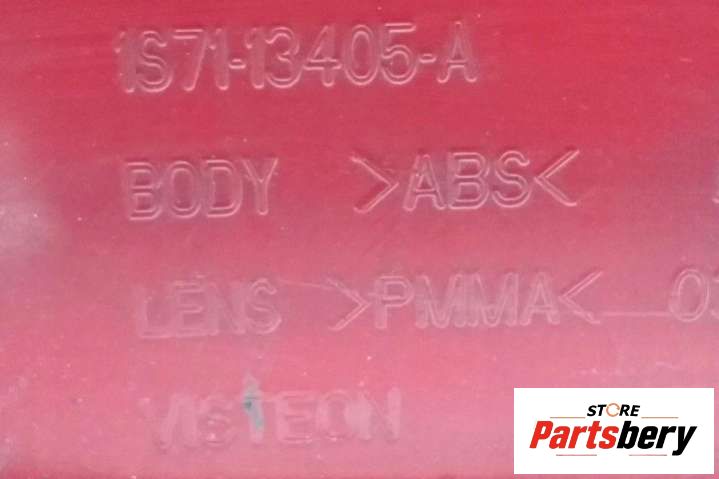 1S71-13405-A
BODY >ABS<
LENS >PMMA<
VISTEON
STORE
Partsbery